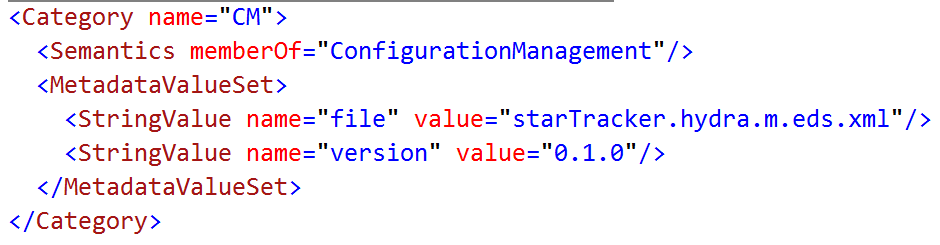 <Category name="CM">
  <Semantics memberOf="ConfigurationManagement"/>
  <MetadataValueSet>
    <StringValue name="file" value="starTracker.hydra.m.eds.xml"/>
    <StringValue name="version" value="0.1.0"/>
  </MetadataValueSet>
</Category>